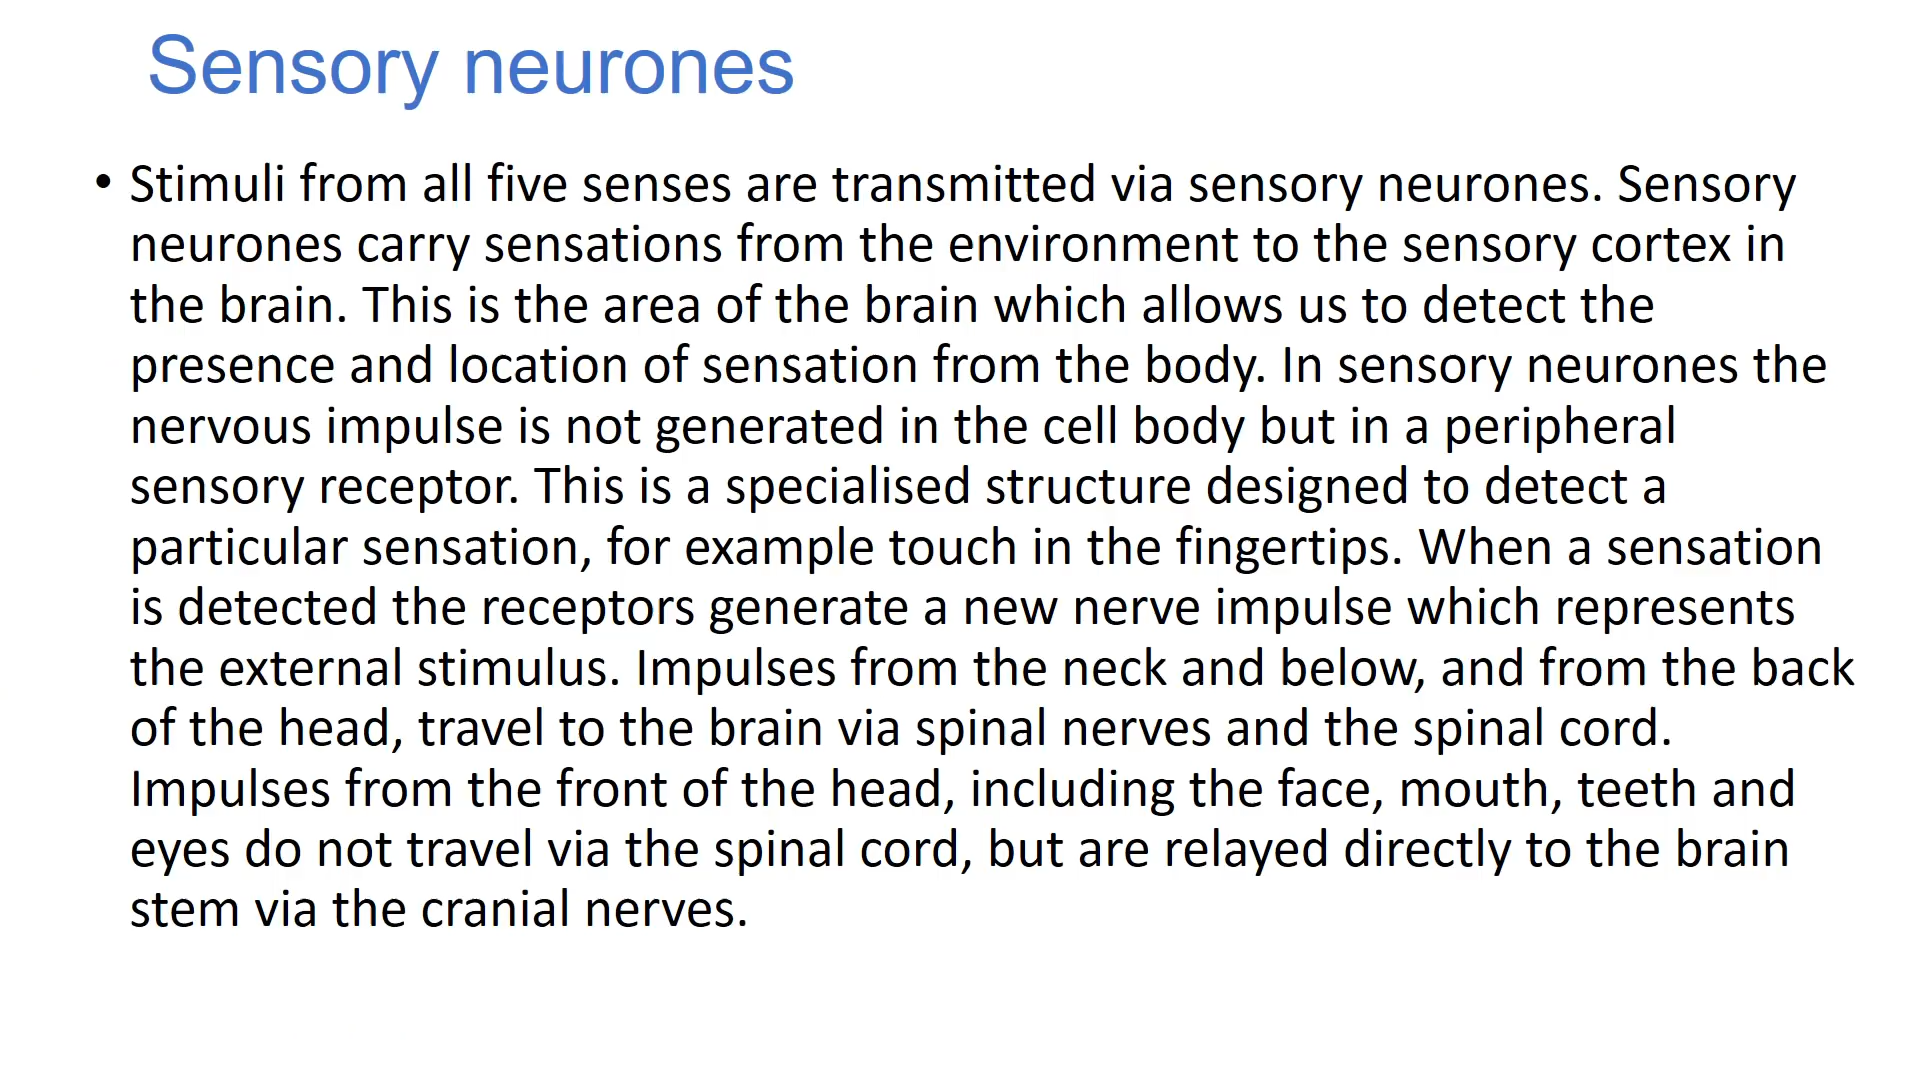 Sensory neurones
• Stimuli from all five senses are transmitted via sensory neurones. Sensory
neurones carry sensations from the environment to the sensory cortex in
the brain. This is the area of the brain which allows us to detect the
presence and location of sensation from the body. In sensory neurones the
nervous impulse is not generated in the cell body but in a peripheral
sensory receptor. This is a specialised structure designed to detect a
particular sensation, for example touch in the fingertips. When a sensation
is detected the receptors generate a new nerve impulse which represents
the external stimulus. Impulses from the neck and below, and from the back
of the head, travel to the brain via spinal nerves and the spinal cord.
Impulses from the front of the head, including the face, mouth, teeth and
eyes do not travel via the spinal cord, but are relayed directly to the brain
stem via the cranial nerves.